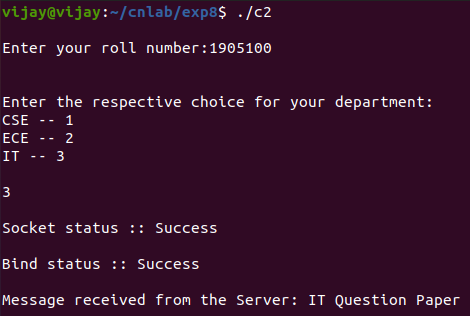 vijay@vijay:~/cnlab/exp8$ ./c2
Enter your roll number:1905100
Enter the respective choice for your department:
CSE -- 1
ECE -- 2
IT -- 3
3
Socket status :: Success
Bind status :: Success
Message received from the Server: IT Question Paper